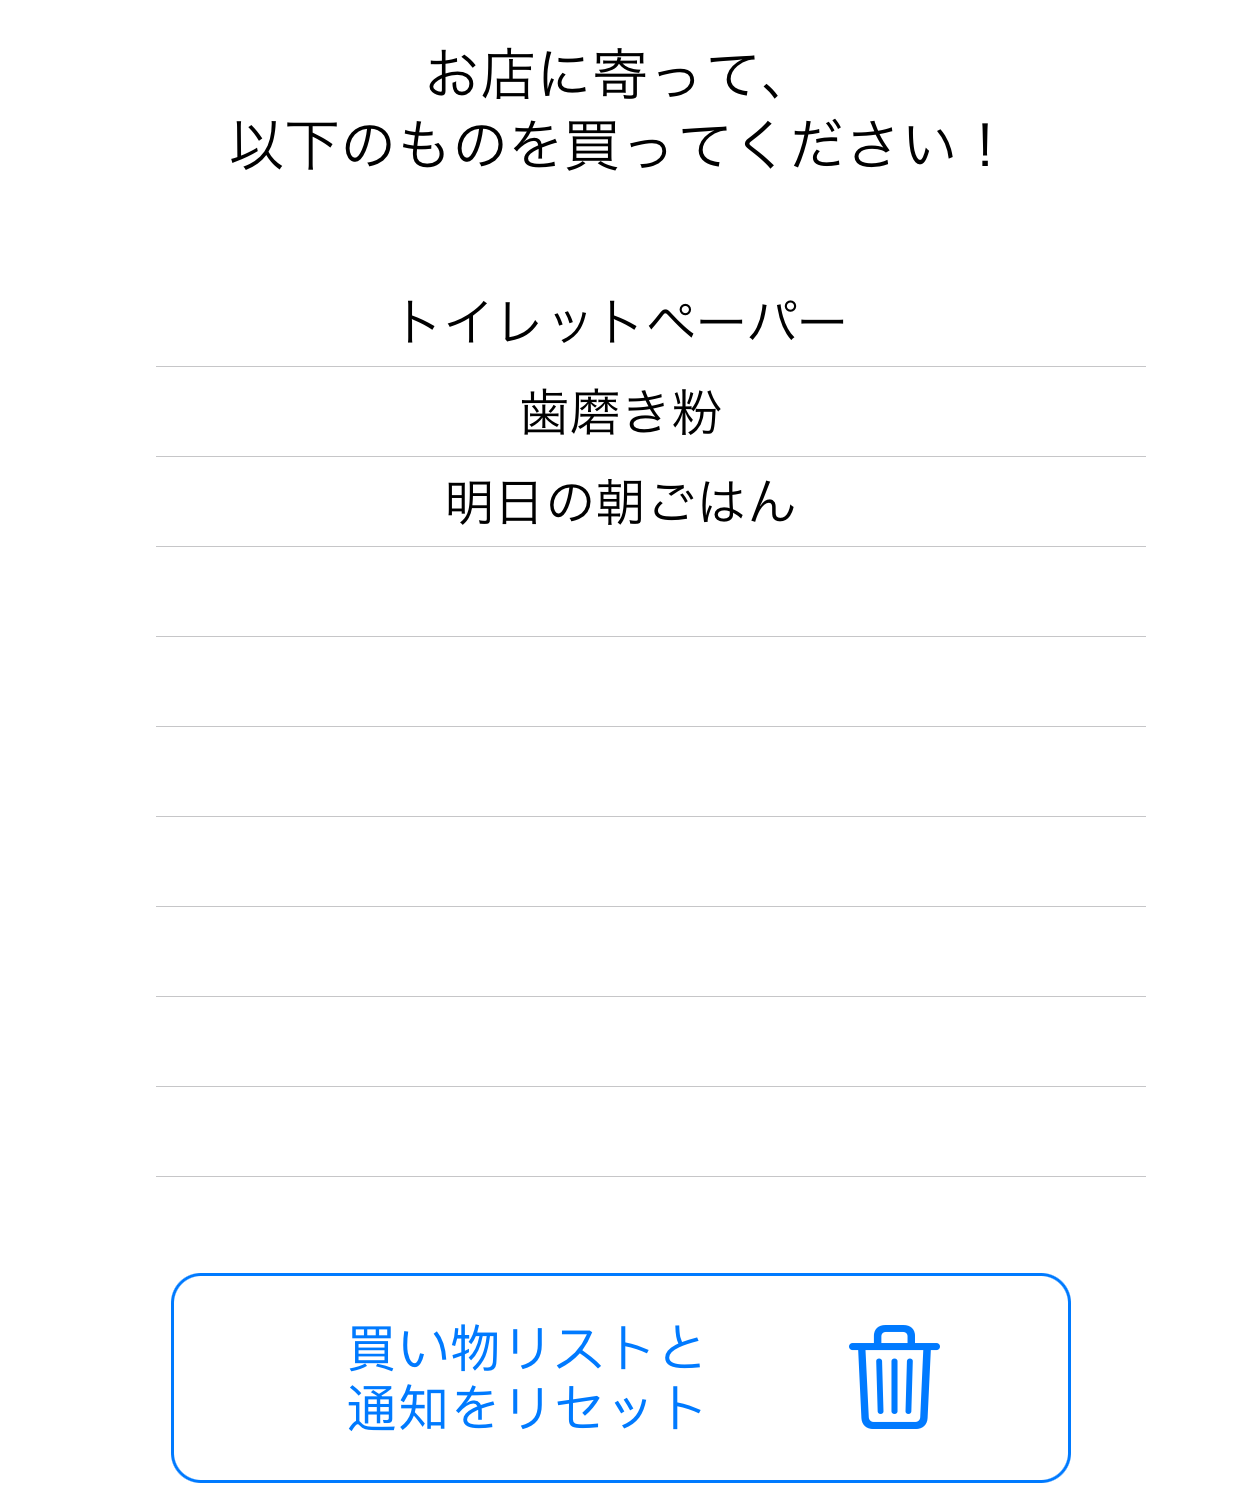 お店に寄って、
以下のものを買ってください！
トイレットペーパー
歯磨き粉
明日の朝ごはん
買い物リストと
通知をリセット